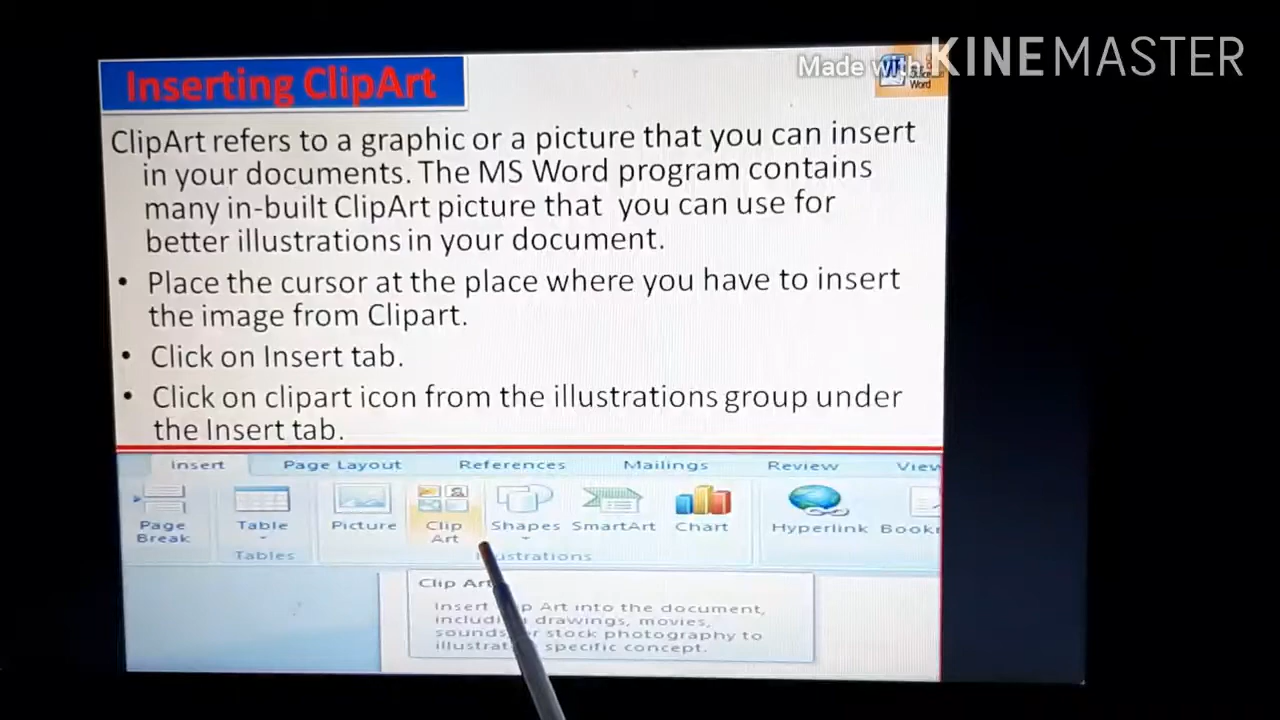 Made with KINEMASTER
Inserting ClipArt
Word
ClipArt refers to a graphic or a picture that you can insert
in your documents. The MS Word program contains
many in-built ClipArt picture that you can use for
better illustrations in your document.
• Place the cursor at the place where you have to insert
the image from Clipart.
• Click on Insert tab.
• Click on clipart icon from the illustrations group under
the Insert tab.
Insert Page Layout References Mailings Review View
Page Break
Table
Picture
Clip Art
Shapes
SmartArt
Chart
Hyperlink
Tables
Clip Art
Insert Art into the document,
drawings, movies,
sounds stock photography to
specific concept.